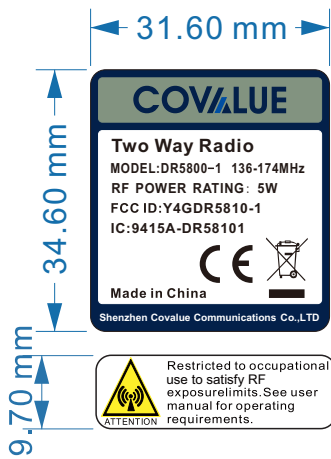 31.60 mm
34.60 mm
COVALUE
Two Way Radio
MODEL:DR5800-1 136-174MHz
RF POWER RATING: 5W
FCC ID:Y4GDR5810-1
IC:9415A-DR58101
CE
Made in China
Shenzhen Covalue Communications Co.,LTD
9.70 mm
ATTENTION
Restricted to occupational
use to satisfy RF
exposurelimits.See user
manual for operating
requirements.